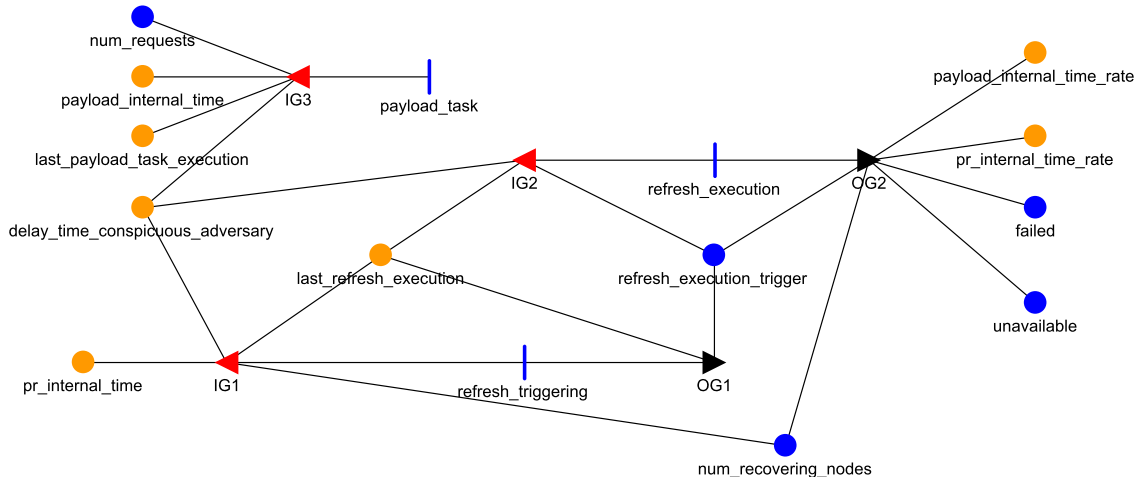 num_requests
payload_internal_time
IG3
payload_task
last_payload_task_execution
payload_internal_time_rate
pr_internal_time_rate
IG2
refresh_execution
OG2
delay_time_conspicuous_adversary
failed
last_refresh_execution
refresh_execution_trigger
unavailable
pr_internal_time
IG1
refresh_triggering
OG1
num_recovering_nodes